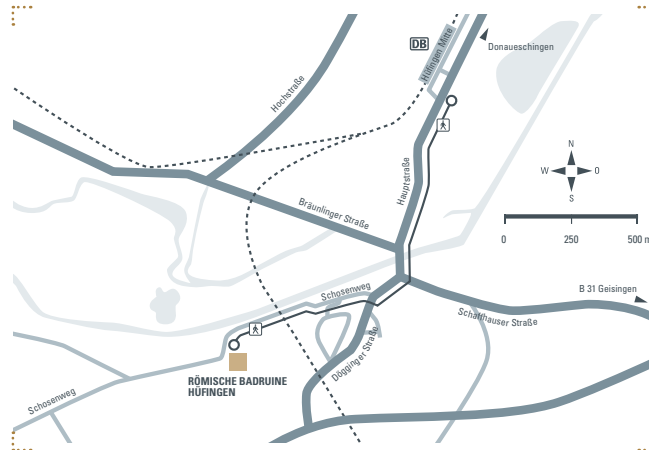 DB
Hüfingen Mitte
Donaueschingen
Hochstraße
Hauptstraße
N
W
O
S
Bräunlinger Straße
0
250
500 m
B 31 Geisingen
Schosenweg
Schaffhauser Straße
Dögginger Straße
RÖMISCHE BADRUINE
HÜFINGEN
Schosenweg